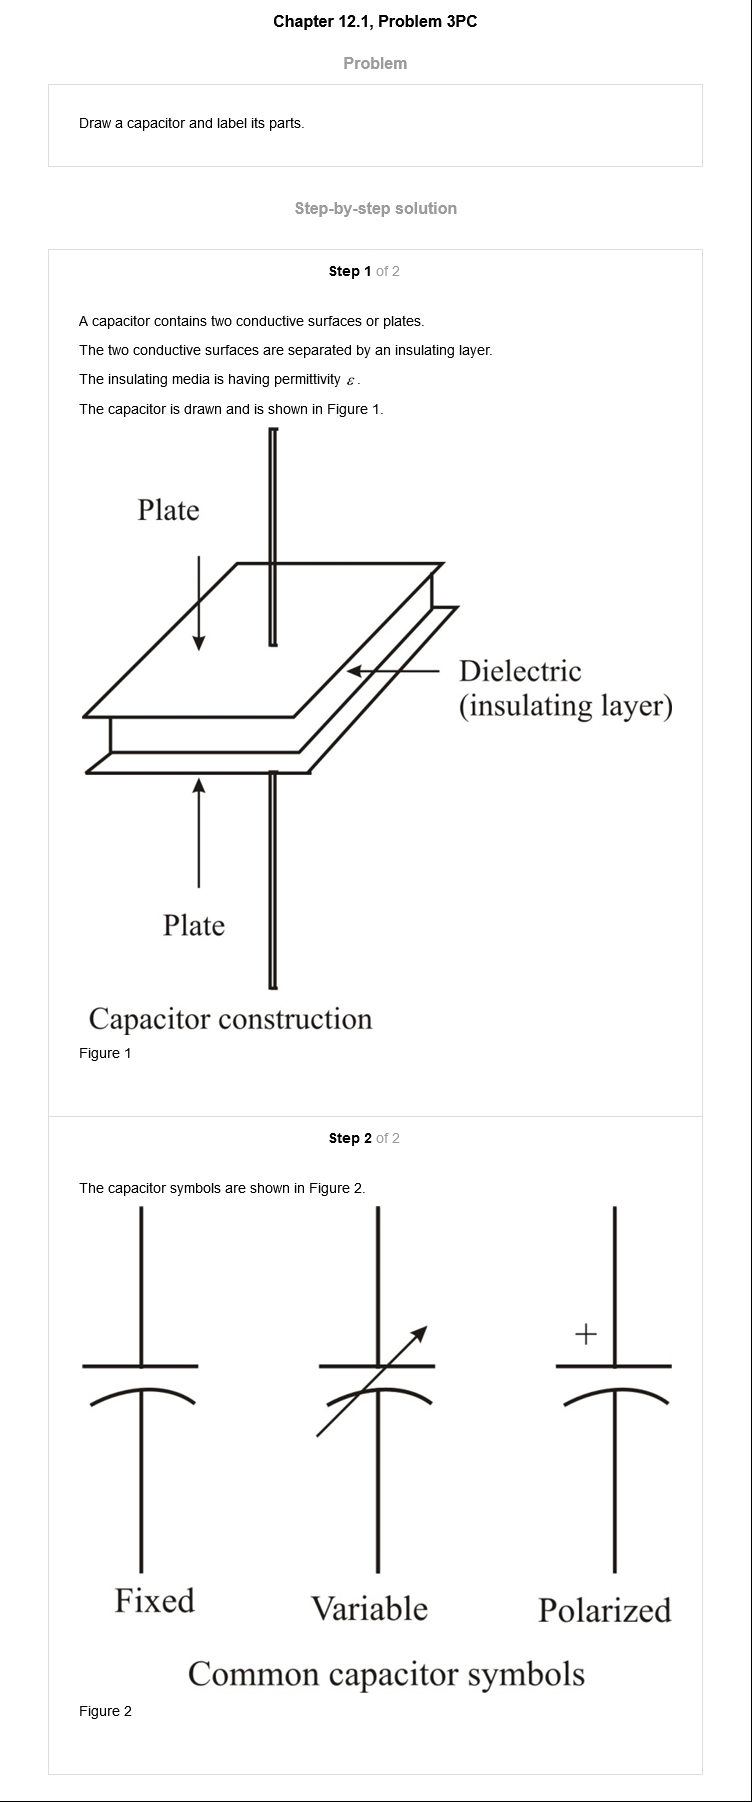 Chapter 12.1, Problem 3PC
Problem
Draw a capacitor and label its parts.
Step-by-step solution
Step 1 of 2
A capacitor contains two conductive surfaces or plates.
The two conductive surfaces are separated by an insulating layer.
The insulating media is having permittivity ε.
The capacitor is drawn and is shown in Figure 1.
Plate
Dielectric
(insulating layer)
Plate
Capacitor construction
Figure 1
Step 2 of 2
The capacitor symbols are shown in Figure 2.
+
Fixed
Variable
Polarized
Common capacitor symbols
Figure 2